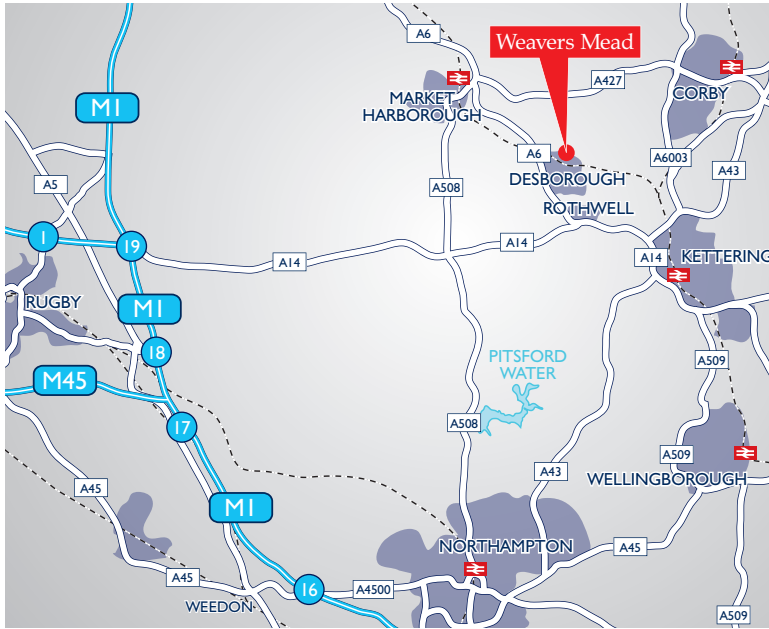 A6
Weavers Mead
A427
CORBY
M1
MARKET
HARBOROUGH
A6
A6003
A43
A5
A508
DESBOROUGH
ROTHWELL
1
19
A14
A14
A14
KETTERING
RUGBY
M1
18
PITSFORD
WATER
A509
M45
17
A508
A509
A43
WELLINGBOROUGH
A45
M1
NORTHAMPTON
A45
A45
WEEDON
16
A4500
A509